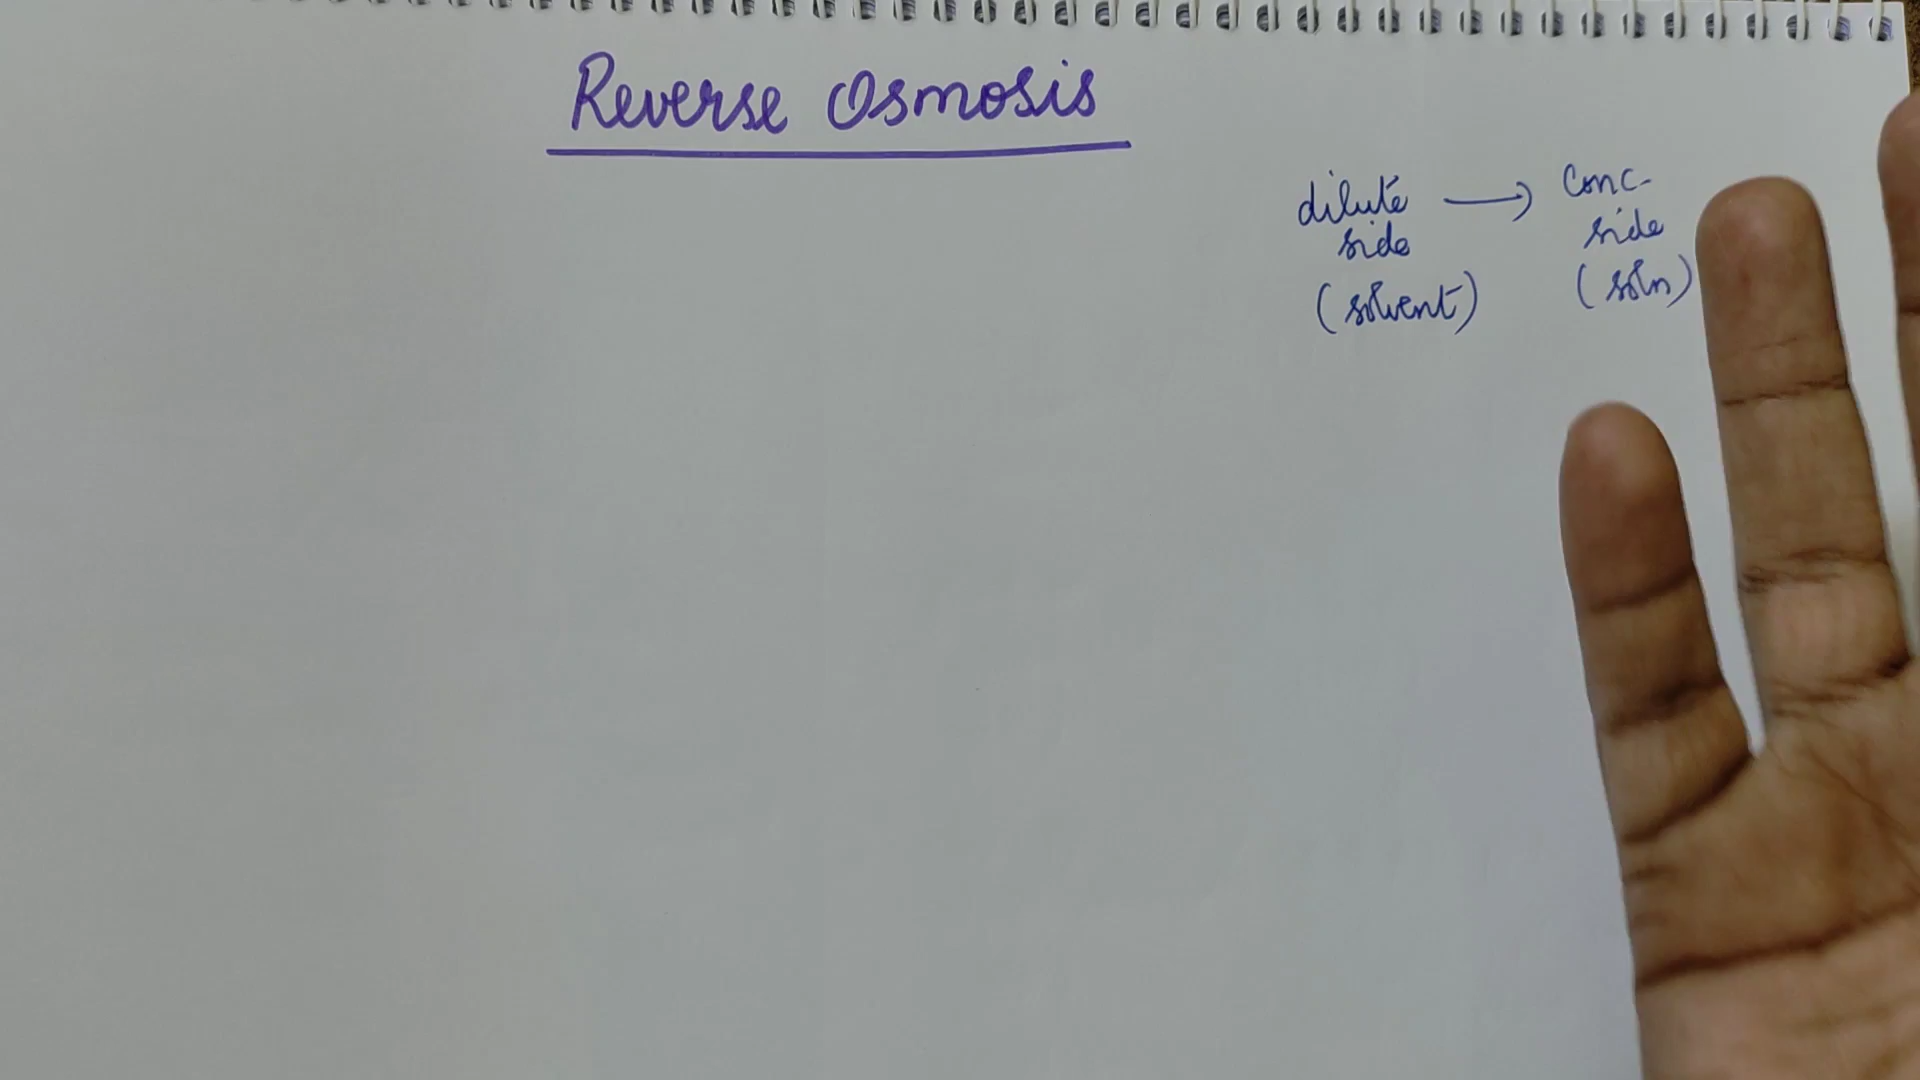 Reverse Osmosis
dilute → conc.
side side
(solvent) (soln)